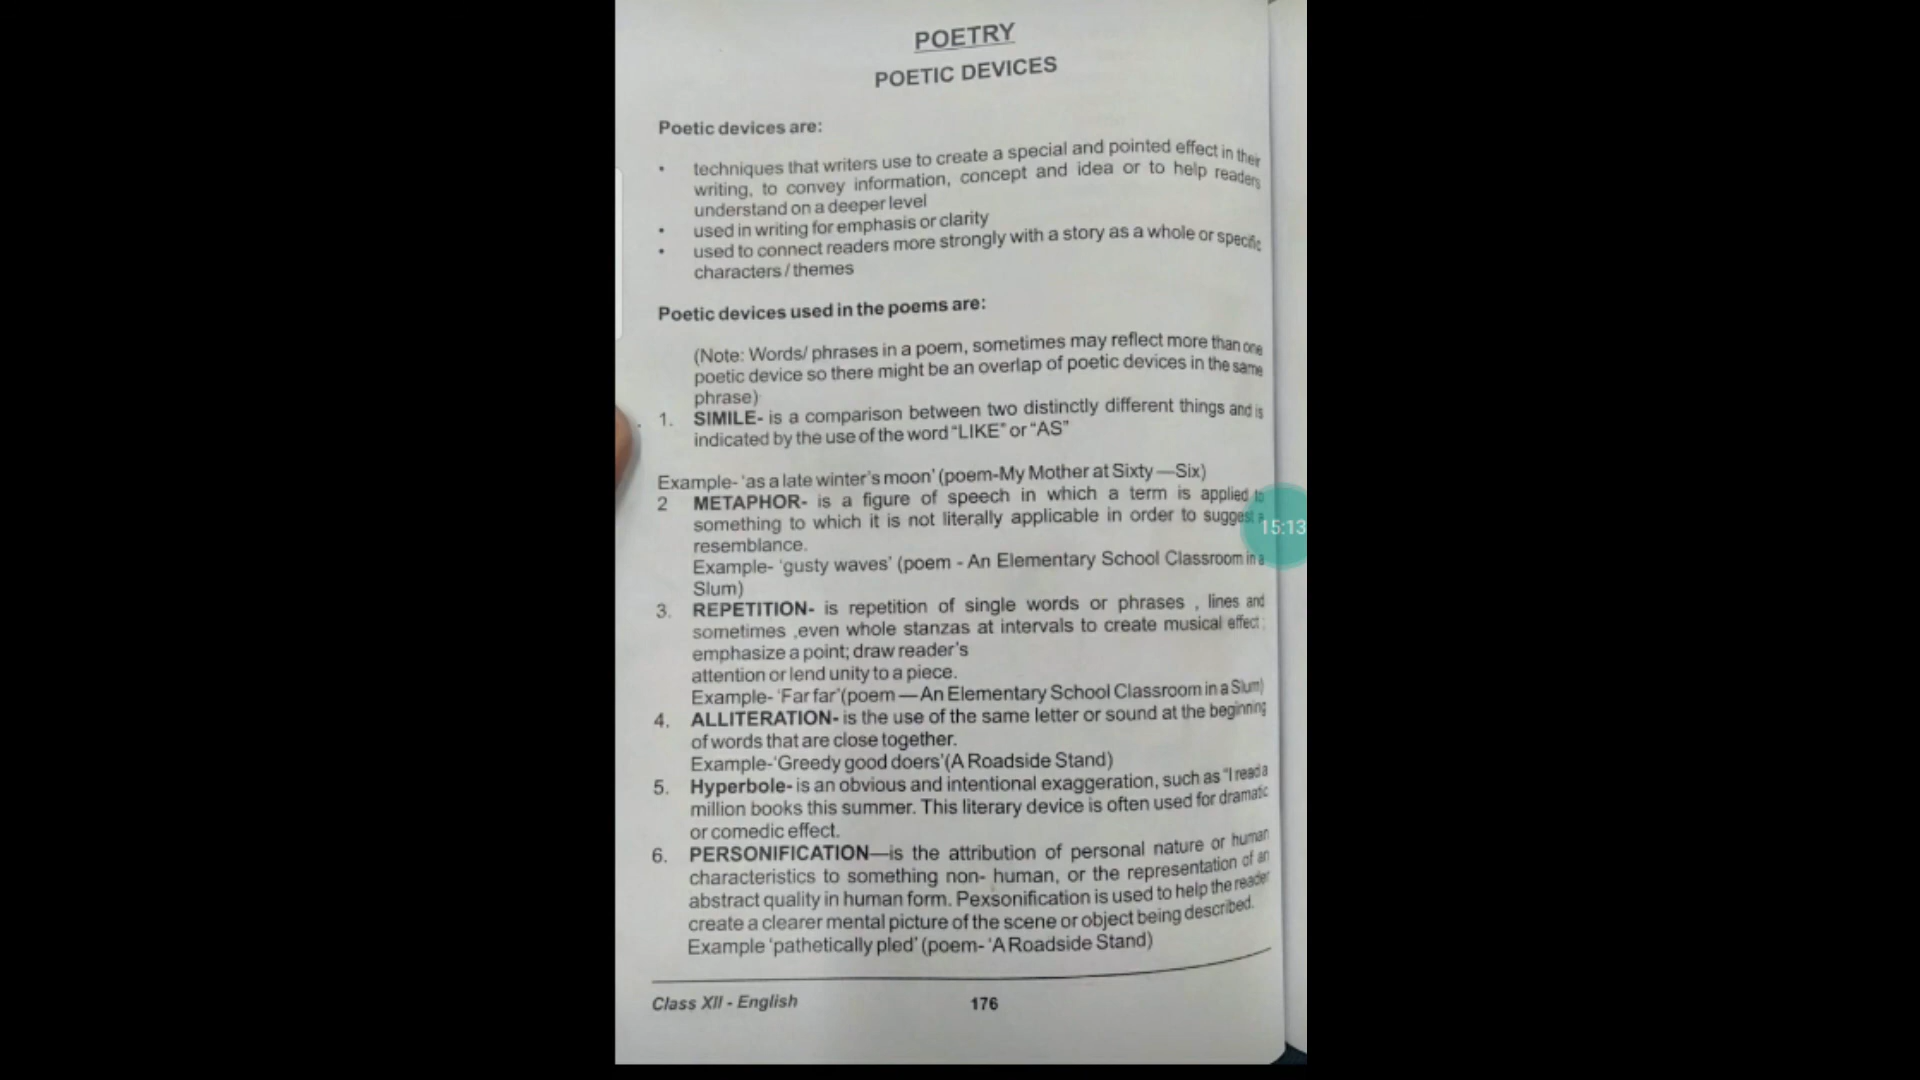 POETRY
POETIC DEVICES
Poetic devices are:
• techniques that writers use to create a special and pointed effect in their
writing, to convey information, concept and idea or to help readers
understand on a deeper level
• used in writing for emphasis or clarity
• used to connect readers more strongly with a story as a whole or specific
characters / themes
Poetic devices used in the poems are:
(Note: Words/ phrases in a poem, sometimes may reflect more than one
poetic device so there might be an overlap of poetic devices in the same
phrase)
1. SIMILE- is a comparison between two distinctly different things and is
indicated by the use of the word “LIKE” or “AS”
Example- 'as a late winter's moon' (poem-My Mother at Sixty —Six)
2 METAPHOR- is a figure of speech in which a term is applied to
something to which it is not literally applicable in order to suggest a
resemblance.
Example- 'gusty waves' (poem - An Elementary School Classroom in a
Slum)
3. REPETITION- is repetition of single words or phrases , lines and
sometimes ,even whole stanzas at intervals to create musical effect;
emphasize a point; draw reader's
attention or lend unity to a piece.
Example- 'Far far'(poem —An Elementary School Classroom in a Slum)
4. ALLITERATION- is the use of the same letter or sound at the beginning
of words that are close together.
Example-'Greedy good doers'(A Roadside Stand)
5. Hyperbole- is an obvious and intentional exaggeration, such as “I read a
million books this summer. This literary device is often used for dramatic
or comedic effect.
6. PERSONIFICATION—is the attribution of personal nature or human
characteristics to something non- human, or the representation of an
abstract quality in human form. Pexsonification is used to help the reader
create a clearer mental picture of the scene or object being described.
Example 'pathetically pled' (poem- 'A Roadside Stand)
Class XII - English 176
15:13